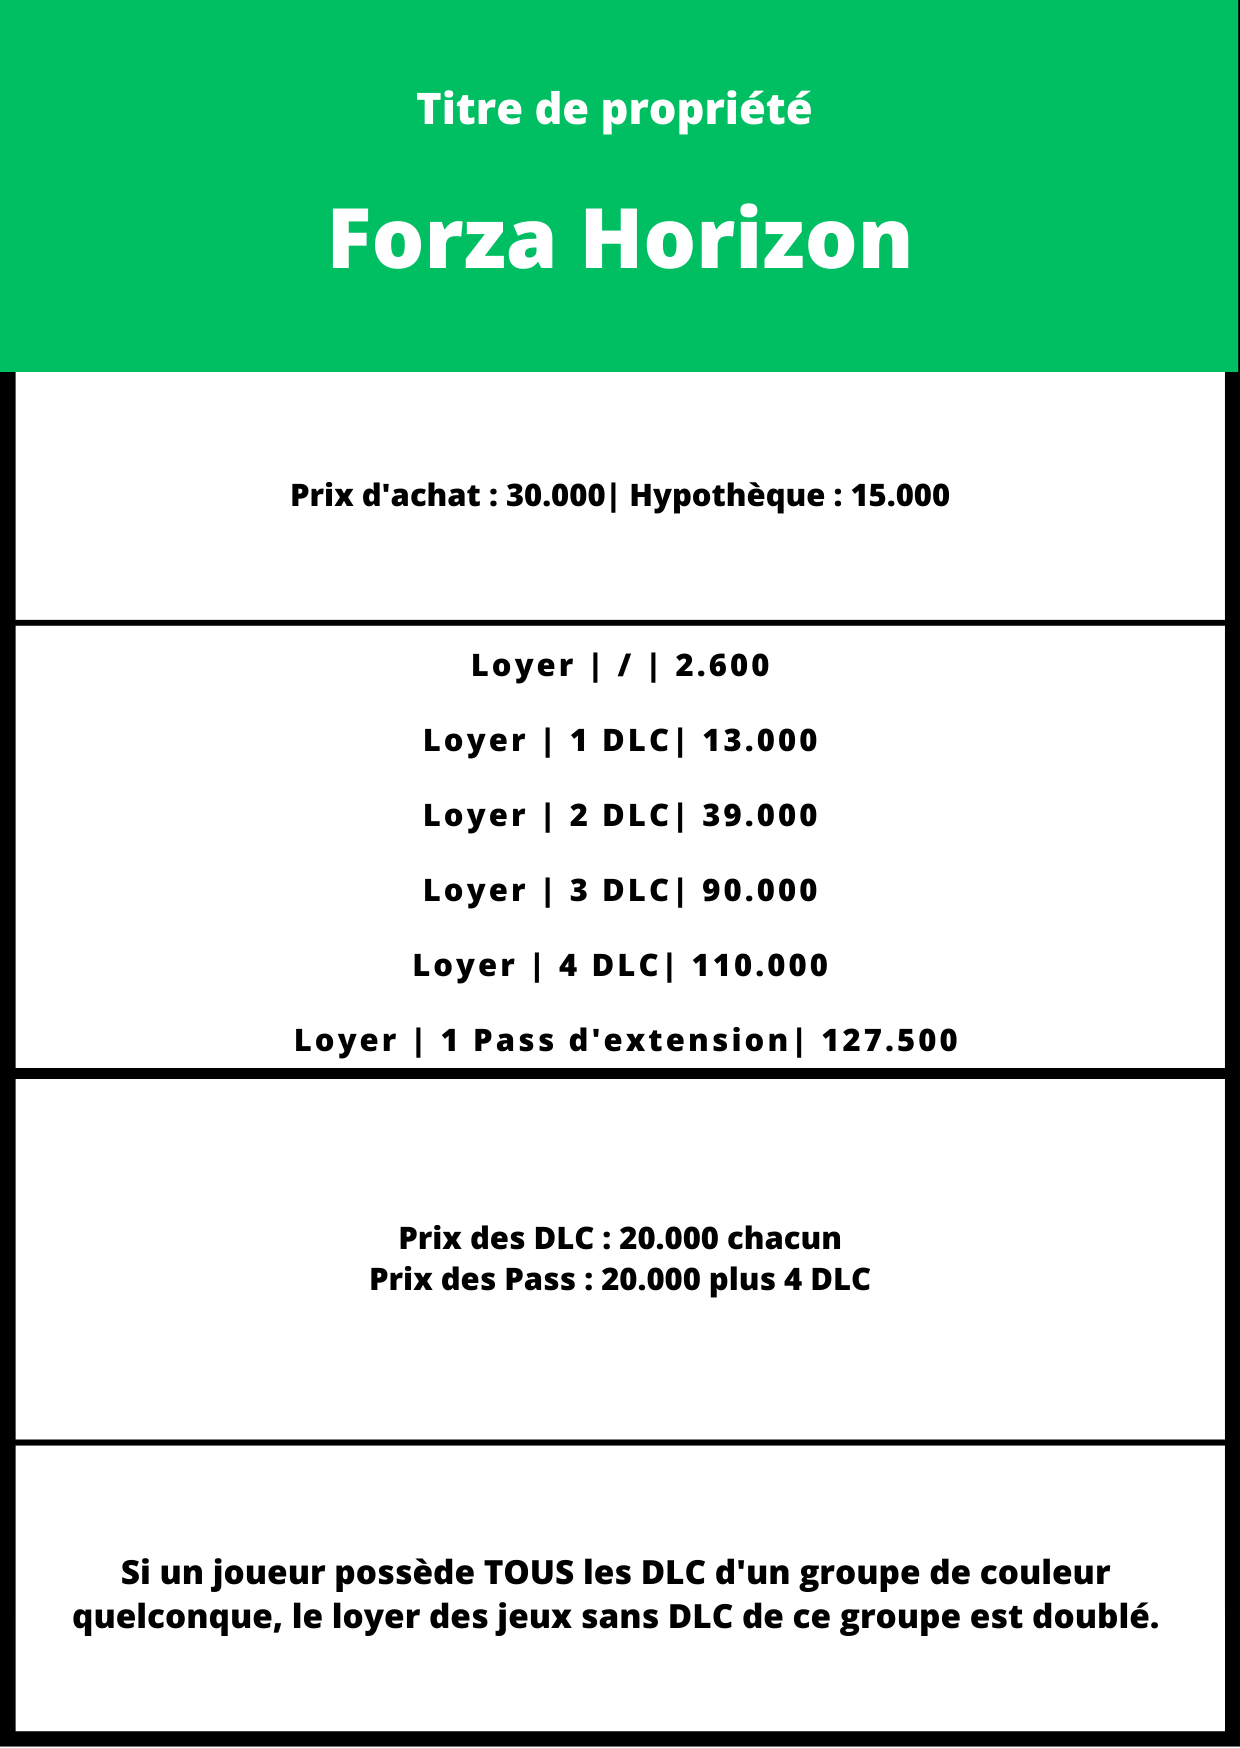 Titre de propriété
Forza Horizon
Prix d'achat : 30.000| Hypothèque : 15.000
Loyer | / | 2.600
Loyer | 1 DLC| 13.000
Loyer | 2 DLC| 39.000
Loyer | 3 DLC| 90.000
Loyer | 4 DLC| 110.000
Loyer | 1 Pass d'extension| 127.500
Prix des DLC : 20.000 chacun
Prix des Pass : 20.000 plus 4 DLC
Si un joueur possède TOUS les DLC d'un groupe de couleur
quelconque, le loyer des jeux sans DLC de ce groupe est doublé.